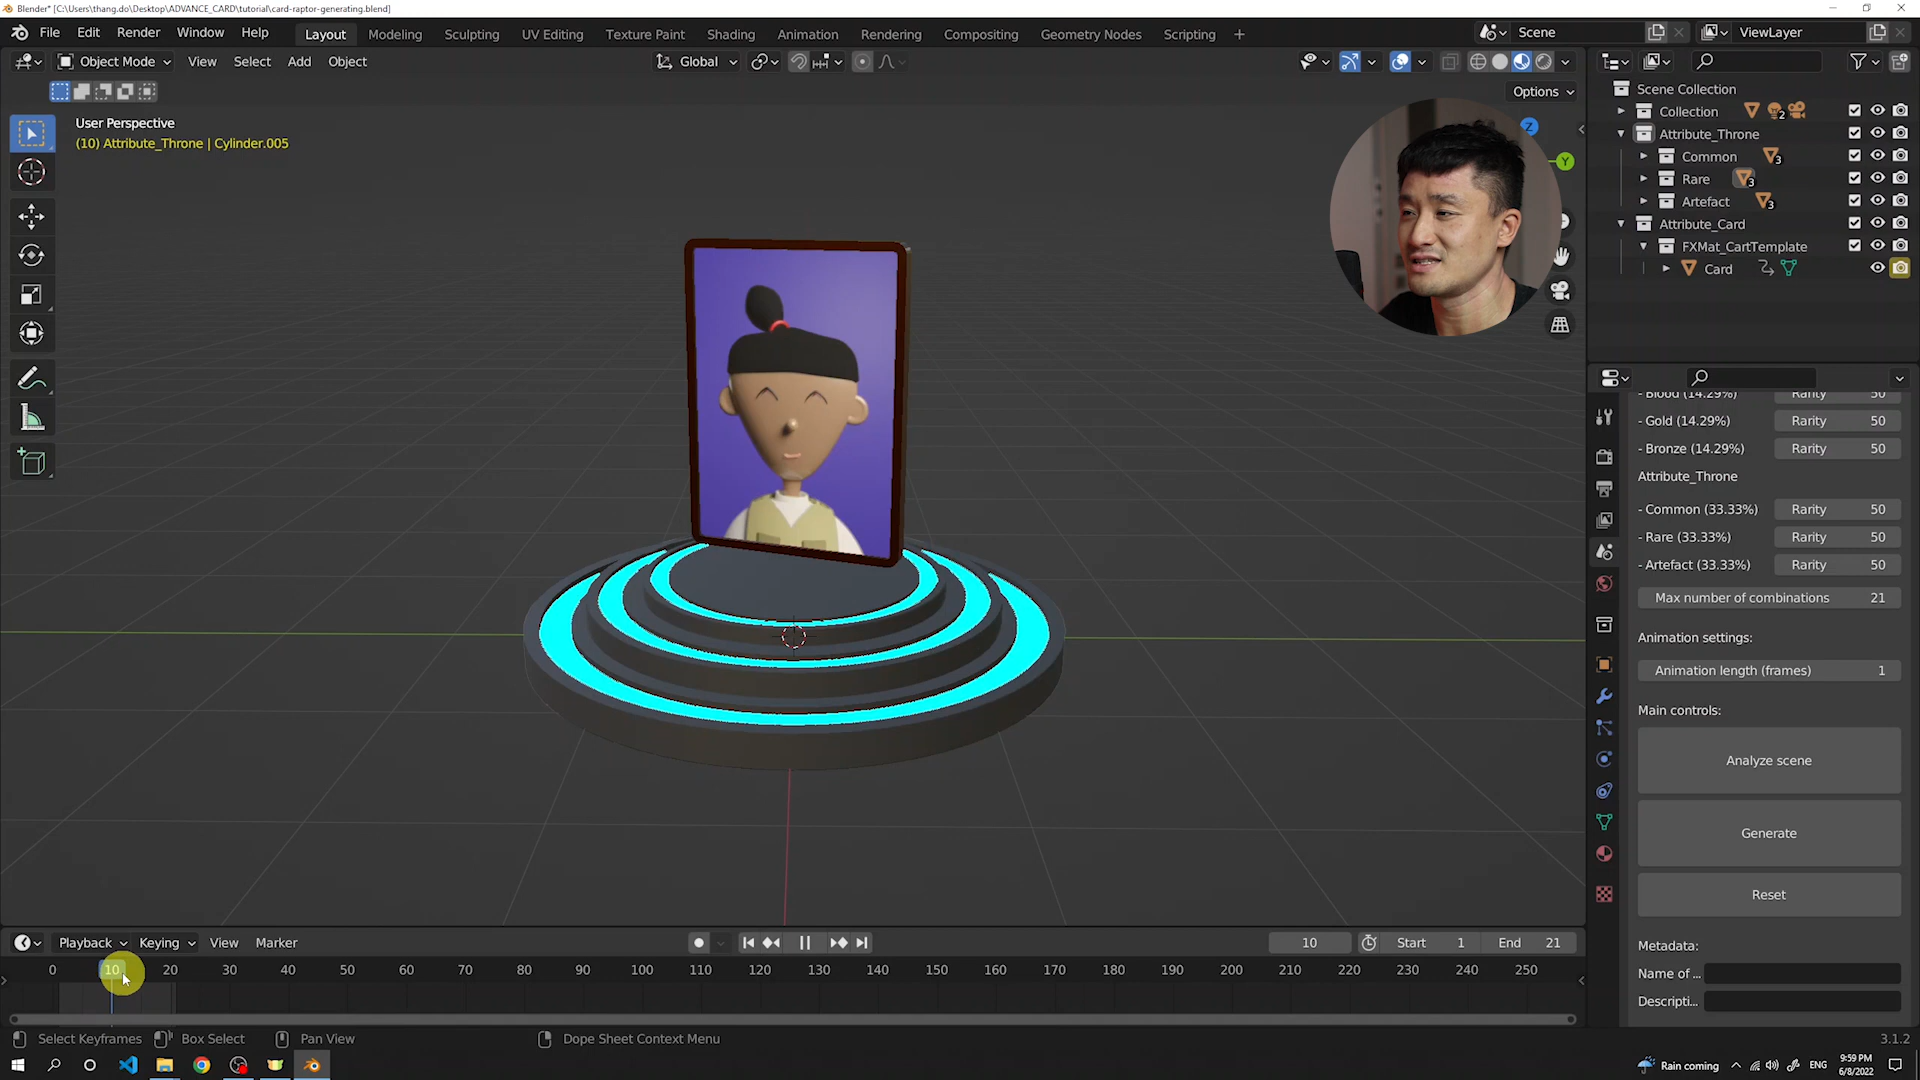 Blender* [C:\Users\thang.do\Desktop\ADVANCE_CARD\tutorial\card-raptor-generating.blend]
File Edit Render Window Help Layout Modeling Sculpting UV Editing Texture Paint Shading Animation Rendering Compositing Geometry Nodes Scripting + Scene ViewLayer
Object Mode View Select Add Object Global
Options
User Perspective
(10) Attribute_Throne | Cylinder.005
Z
Y
Scene Collection
Collection 2
Attribute_Throne
Common 3
Rare 3
Artefact 3
Attribute_Card
FXMat_CartTemplate
Card
- Blood (14.29%) Rarity 50
- Gold (14.29%) Rarity 50
- Bronze (14.29%) Rarity 50
Attribute_Throne
- Common (33.33%) Rarity 50
- Rare (33.33%) Rarity 50
- Artefact (33.33%) Rarity 50
Max number of combinations 21
Animation settings:
Animation length (frames) 1
Main controls:
Analyze scene
Generate
Reset
Metadata:
Name of ...
Descripti...
Playback Keying View Marker 10 Start 1 End 21
0 10 20 30 40 50 60 70 80 90 100 110 120 130 140 150 160 170 180 190 200 210 220 230 240 250
Select Keyframes Box Select Pan View Dope Sheet Context Menu 3.1.2
Rain coming ENG 9:59 PM
6/8/2022